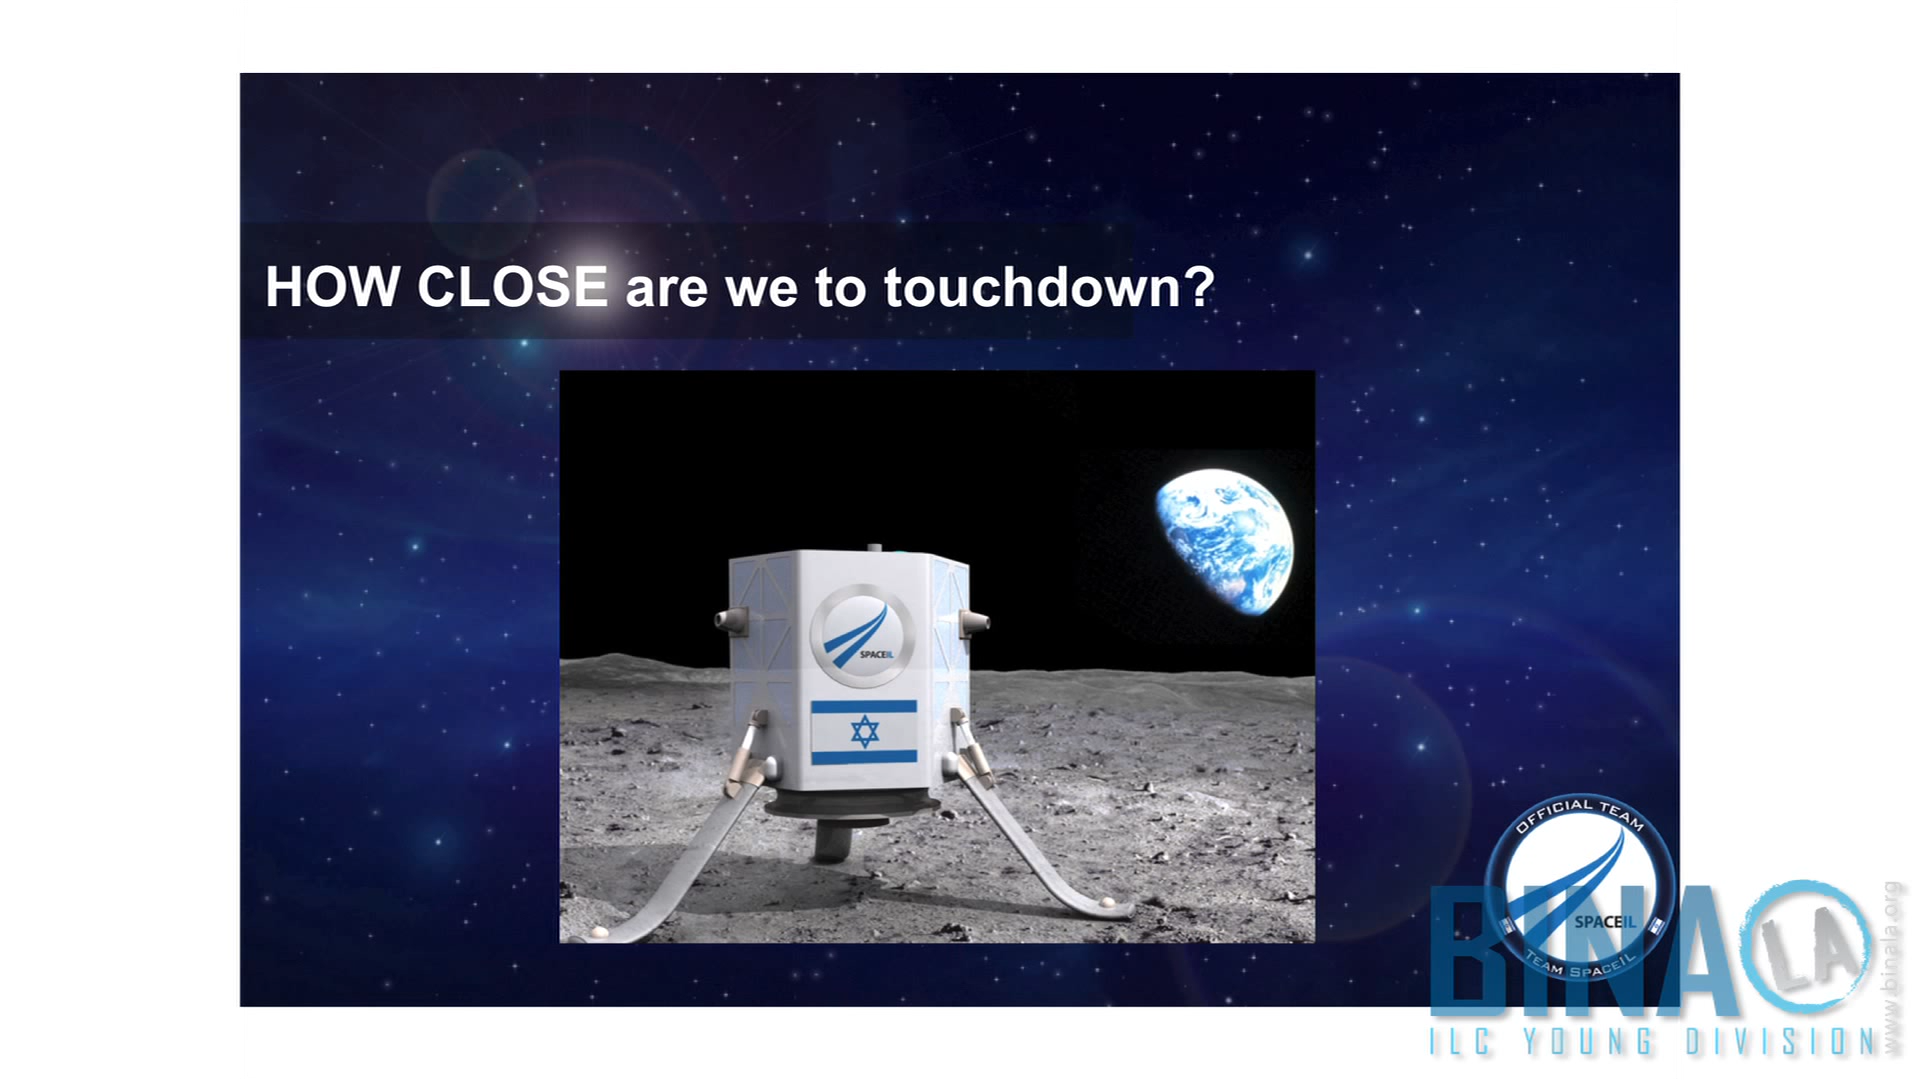 HOW CLOSE are we to touchdown?
SPACEIL
OFFICIAL TEAM
SPACEIL
TEAM SPACEIL
BINA LA
ILC YOUNG DIVISION
www.binala.org